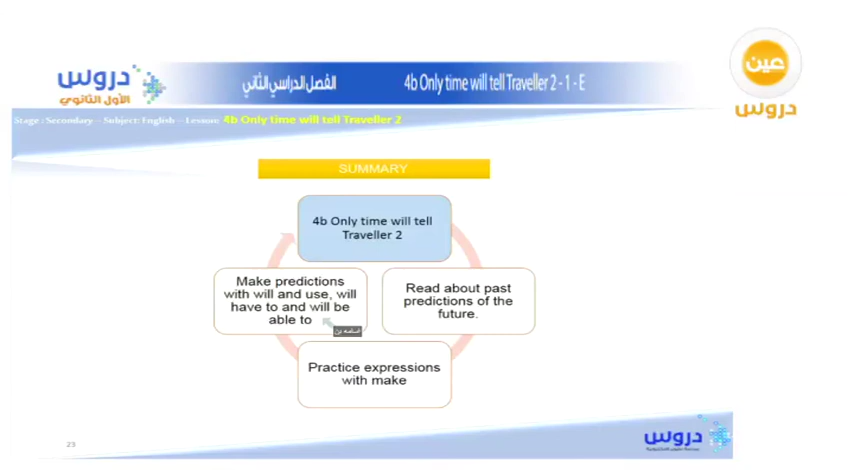 دروس
الأول الثانوي
الفصل الدراسي الثاني
4b Only time will tell Traveller 2 - 1 - E
عين
دروس
Stage : Secondary – Subject: English – Lesson: 4b Only time will tell Traveller 2
SUMMARY
4b Only time will tell
Traveller 2
Make predictions
with will and use, will
have to and will be
able to
Read about past
predictions of the
future.
اسامه بن
Practice expressions
with make
23
دروس